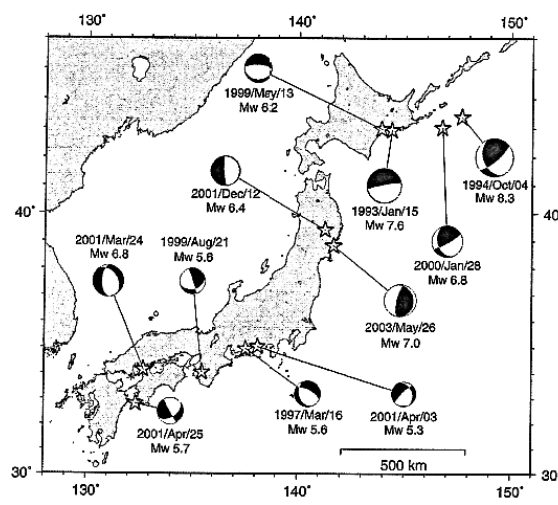 130° 140° 150°
1999/May/13
Mw 6.2
1994/Oct/04
Mw 8.3
2001/Dec/12
Mw 6.4
1993/Jan/15
Mw 7.6
40° 40°
2001/Mar/24
Mw 6.8
1999/Aug/21
Mw 5.6
2000/Jan/28
Mw 6.8
2003/May/26
Mw 7.0
1997/Mar/16
Mw 5.6
2001/Apr/03
Mw 5.3
2001/Apr/25
Mw 5.7
500 km
30° 30
130° 140° 150°